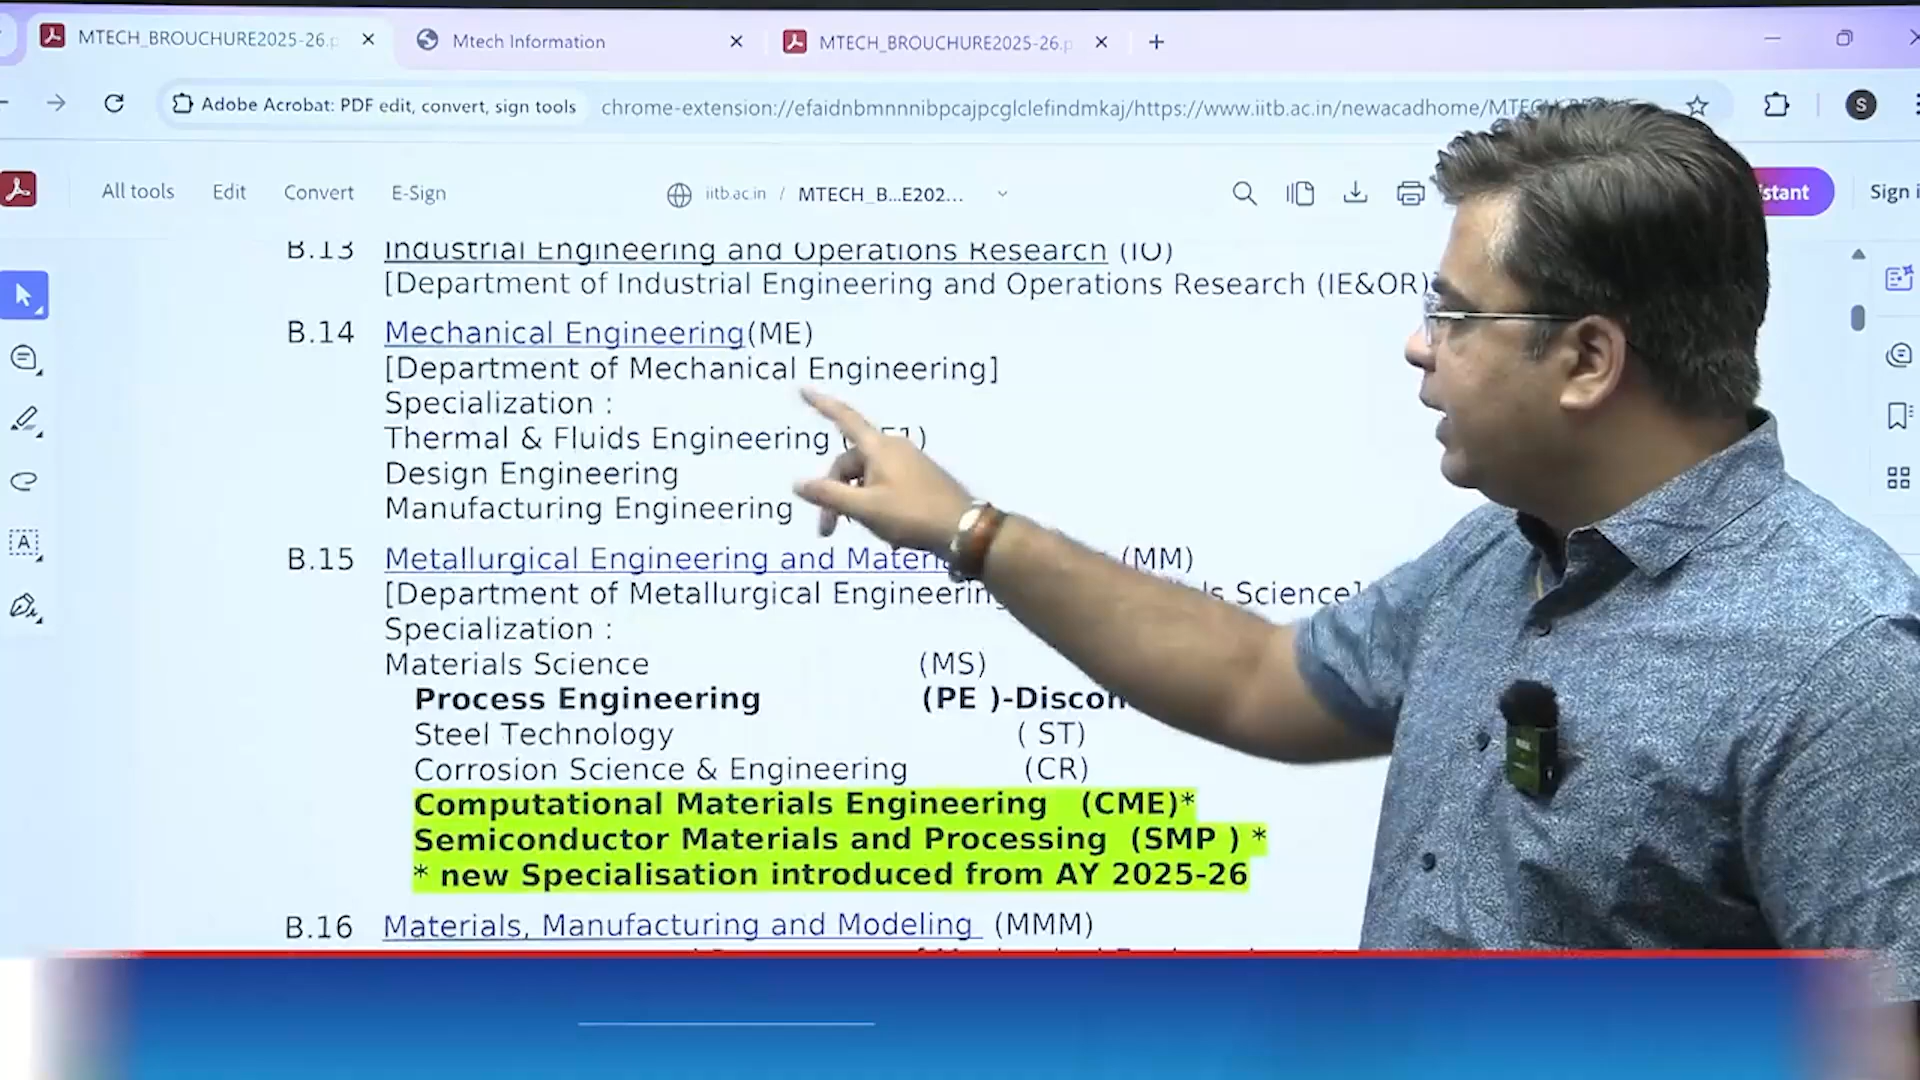 MTECH_BROUCHURE2025-26.p
Mtech Information
MTECH_BROUCHURE2025-26.p
Adobe Acrobat: PDF edit, convert, sign tools
chrome-extension://efaidnbmnnnibpcajpcglclefindmkaj/https://www.iitb.ac.in/newacadhome/MTECH
S
All tools
Edit
Convert
E-Sign
iitb.ac.in / MTECH_B...E202...
stant
Sign i
B.13 Industrial Engineering and Operations Research (IO)
[Department of Industrial Engineering and Operations Research (IE&OR)
B.14 Mechanical Engineering(ME)
[Department of Mechanical Engineering]
Specialization :
Thermal & Fluids Engineering
Design Engineering
Manufacturing Engineering
B.15 Metallurgical Engineering and Materia (MM)
[Department of Metallurgical Engineering ls Science]
Specialization :
Materials Science (MS)
Process Engineering (PE )-Discon
Steel Technology ( ST)
Corrosion Science & Engineering (CR)
Computational Materials Engineering (CME)*
Semiconductor Materials and Processing (SMP ) *
* new Specialisation introduced from AY 2025-26
B.16 Materials, Manufacturing and Modeling (MMM)